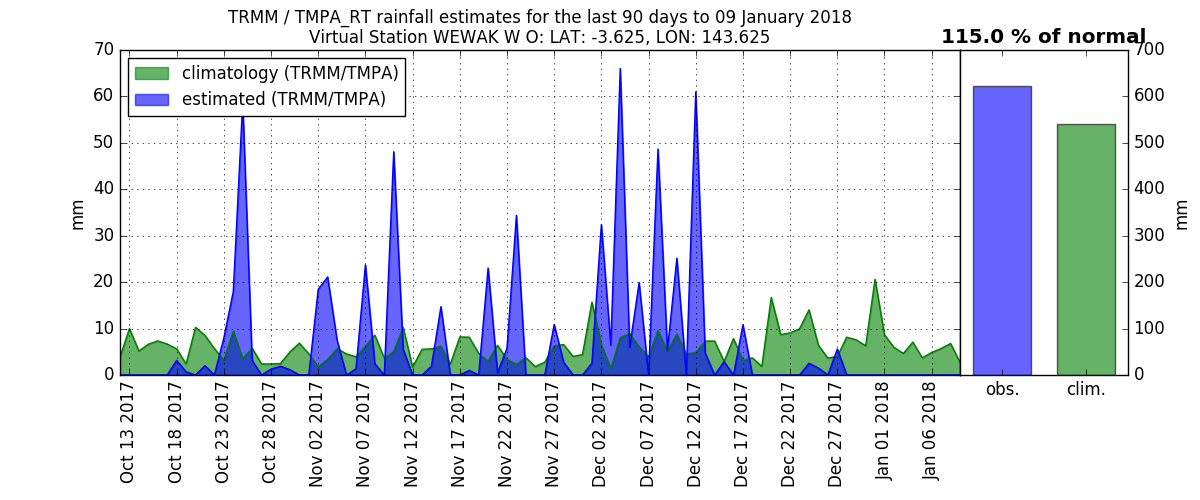 TRMM / TMPA_RT rainfall estimates for the last 90 days to 09 January 2018
Virtual Station WEWAK W O: LAT: -3.625, LON: 143.625
115.0 % of normal
climatology (TRMM/TMPA)
estimated (TRMM/TMPA)
70
60
50
40
30
20
10
0
mm
Oct 13 2017
Oct 18 2017
Oct 23 2017
Oct 28 2017
Nov 02 2017
Nov 07 2017
Nov 12 2017
Nov 17 2017
Nov 22 2017
Nov 27 2017
Dec 02 2017
Dec 07 2017
Dec 12 2017
Dec 17 2017
Dec 22 2017
Dec 27 2017
Jan 01 2018
Jan 06 2018
obs.
clim.
700
600
500
400
300
200
100
0
mm